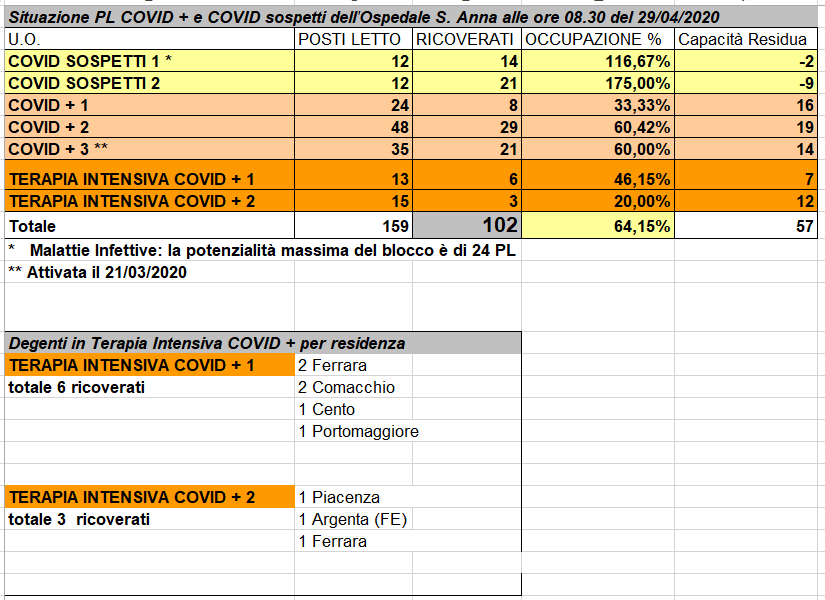 Situazione PL COVID + e COVID sospetti dell'Ospedale S. Anna alle ore 08.30 del 29/04/2020
U.O. POSTI LETTO RICOVERATI OCCUPAZIONE % Capacità Residua
COVID SOSPETTI 1 * 12 14 116,67% -2
COVID SOSPETTI 2 12 21 175,00% -9
COVID + 1 24 8 33,33% 16
COVID + 2 48 29 60,42% 19
COVID + 3 ** 35 21 60,00% 14
TERAPIA INTENSIVA COVID + 1 13 6 46,15% 7
TERAPIA INTENSIVA COVID + 2 15 3 20,00% 12
Totale 159 102 64,15% 57
* Malattie Infettive: la potenzialità massima del blocco è di 24 PL
** Attivata il 21/03/2020
Degenti in Terapia Intensiva COVID + per residenza
TERAPIA INTENSIVA COVID + 1 2 Ferrara
totale 6 ricoverati 2 Comacchio
1 Cento
1 Portomaggiore
TERAPIA INTENSIVA COVID + 2 1 Piacenza
totale 3 ricoverati 1 Argenta (FE)
1 Ferrara